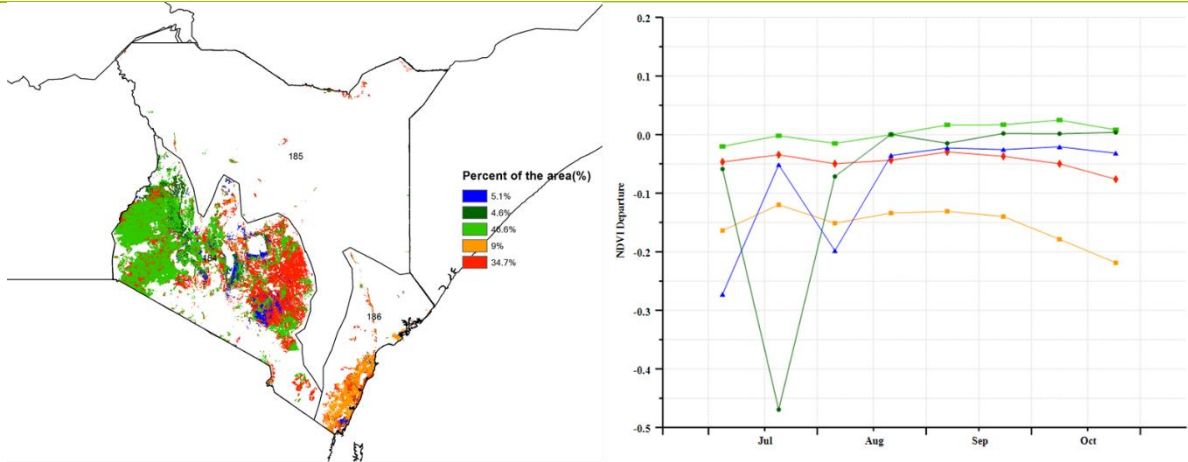 185
Percent of the area(%)
5.1%
4.6%
46.6%
9%
34.7%
184
186
NDVI Departure
0.2
0.1
0.0
-0.1
-0.2
-0.3
-0.4
-0.5
Jul
Aug
Sep
Oct